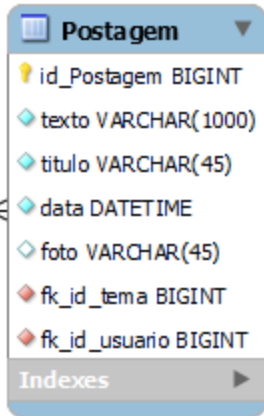 Postagem
id_Postagem BIGINT
texto VARCHAR(1000)
titulo VARCHAR(45)
data DATETIME
foto VARCHAR(45)
fk_id_tema BIGINT
fk_id_usuario BIGINT
Indexes